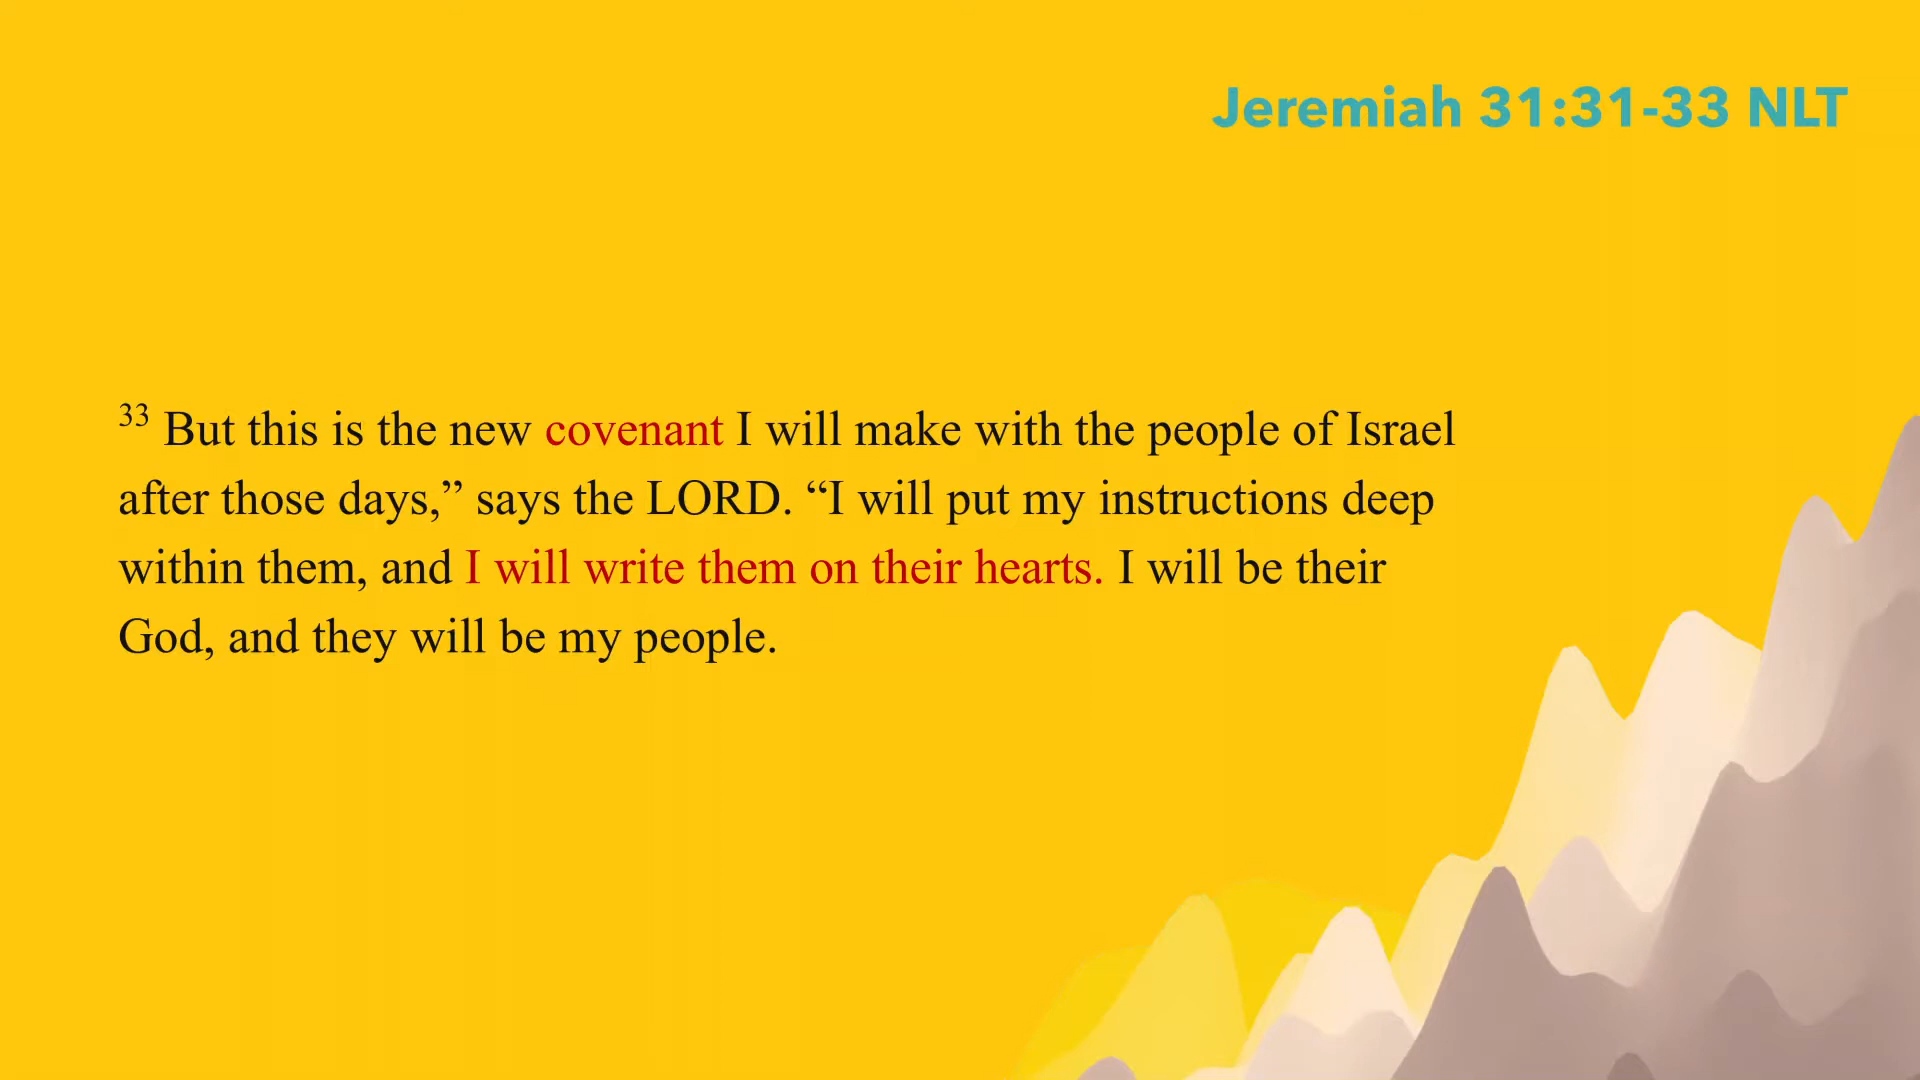 Jeremiah 31:31-33 NLT
33 But this is the new covenant I will make with the people of Israel
after those days,” says the LORD. “I will put my instructions deep
within them, and I will write them on their hearts. I will be their
God, and they will be my people.